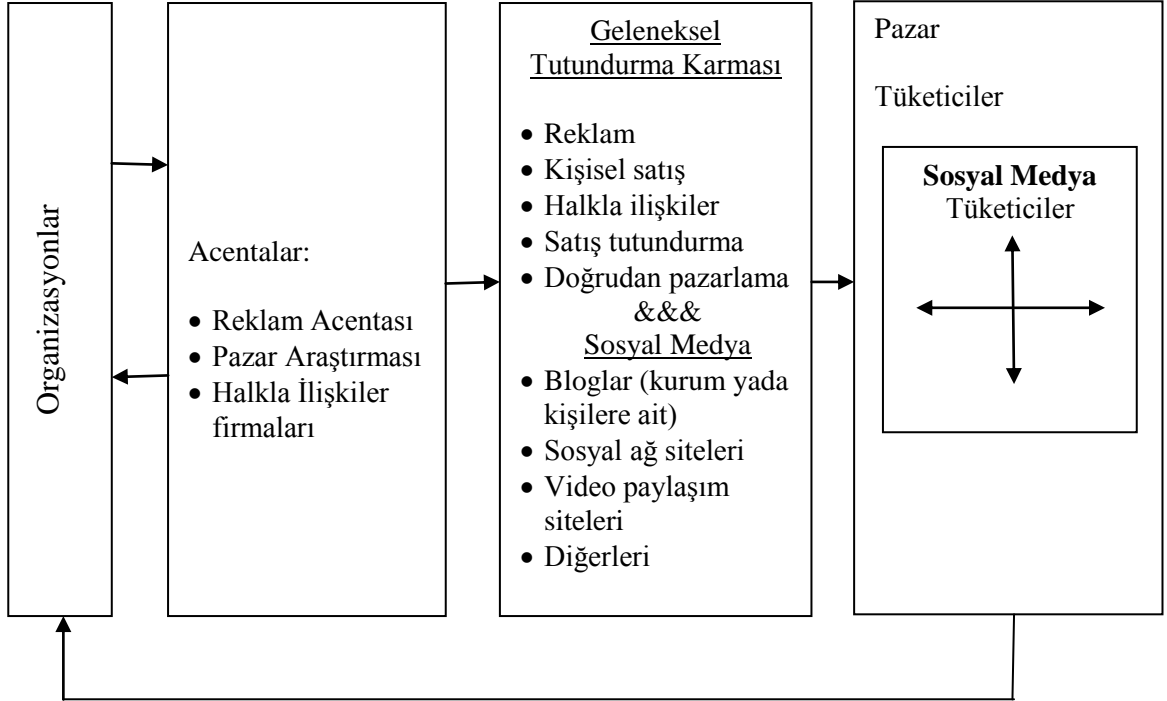 Organizasyonlar
Acentalar:
• Reklam Acentası
• Pazar Araştırması
• Halkla İlişkiler
firmaları
Geleneksel
Tutundurma Karması
• Reklam
• Kişisel satış
• Halkla ilişkiler
• Satış tutundurma
• Doğrudan pazarlama
&&&
Sosyal Medya
• Bloglar (kurum yada
kişilere ait)
• Sosyal ağ siteleri
• Video paylaşım
siteleri
• Diğerleri
Pazar
Tüketiciler
Sosyal Medya
Tüketiciler